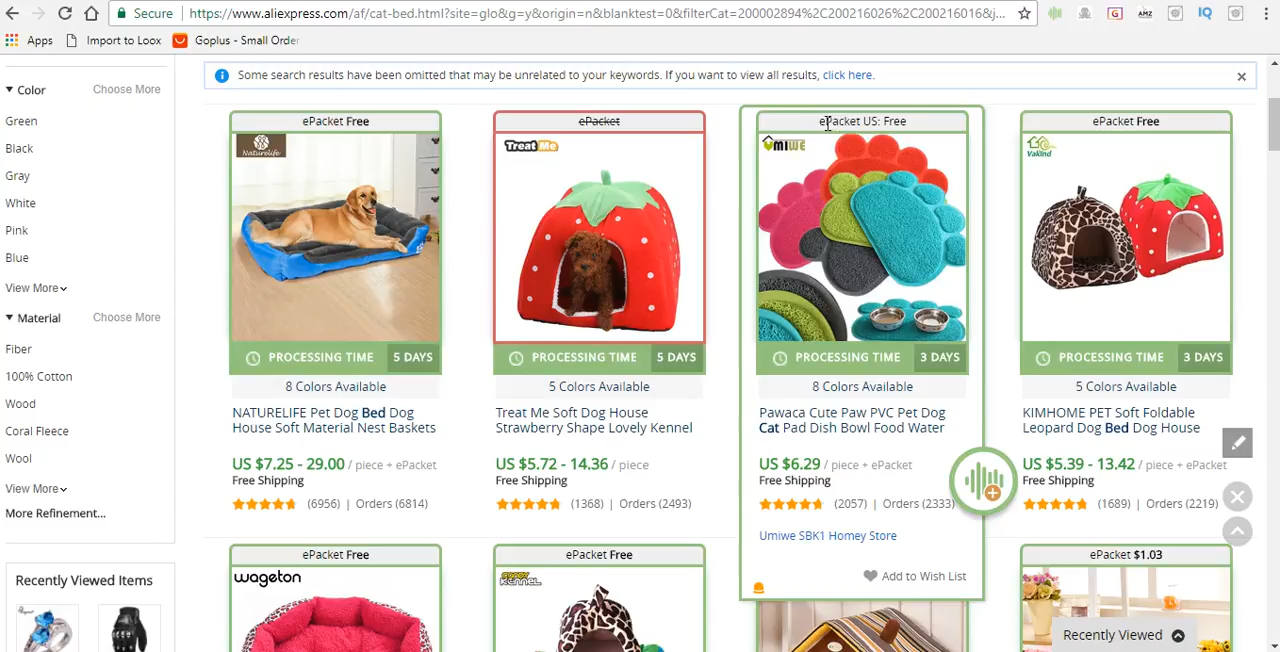 Secure
https://www.aliexpress.com/af/cat-bed.html?site=glo&g=y&origin=n&blanktest=0&filterCat=200002894%2C200216026%2C200216016&j...
G
AMZ
IQ
Apps
Import to Loox
Goplus - Small Order
Some search results have been omitted that may be unrelated to your keywords. If you want to view all results, click here.
Color
Choose More
Green
Black
Gray
White
Pink
Blue
View More
Material
Choose More
Fiber
100% Cotton
Wood
Coral Fleece
Wool
View More
More Refinement...
Recently Viewed Items
ePacket Free
Naturelife
PROCESSING TIME
5 DAYS
8 Colors Available
NATURELIFE Pet Dog Bed Dog
House Soft Material Nest Baskets
US $7.25 - 29.00 / piece + ePacket
Free Shipping
(6956) | Orders (6814)
ePacket
Treat Me
PROCESSING TIME
5 DAYS
5 Colors Available
Treat Me Soft Dog House
Strawberry Shape Lovely Kennel
US $5.72 - 14.36 / piece
Free Shipping
(1368) | Orders (2493)
ePacket US: Free
UMIWE
PROCESSING TIME
3 DAYS
8 Colors Available
Pawaca Cute Paw PVC Pet Dog
Cat Pad Dish Bowl Food Water
US $6.29 / piece + ePacket
Free Shipping
(2057) | Orders (2333)
Umiwe SBK1 Homey Store
Add to Wish List
ePacket Free
Vakind
PROCESSING TIME
3 DAYS
5 Colors Available
KIMHOME PET Soft Foldable
Leopard Dog Bed Dog House
US $5.39 - 13.42 / piece + ePacket
Free Shipping
(1689) | Orders (2219)
ePacket Free
wageton
ePacket Free
ePacket $1.03
Recently Viewed